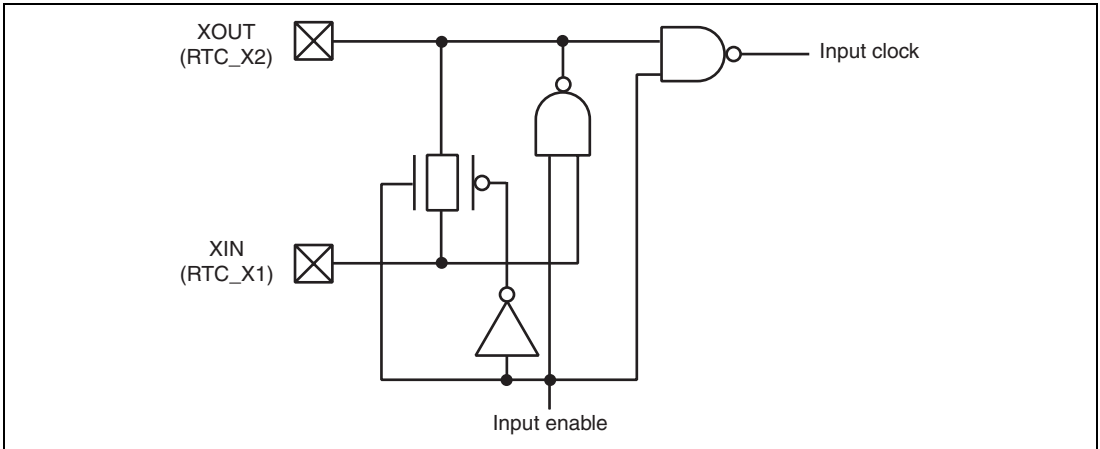 XOUT
(RTC_X2)
Input clock
XIN
(RTC_X1)
Input enable